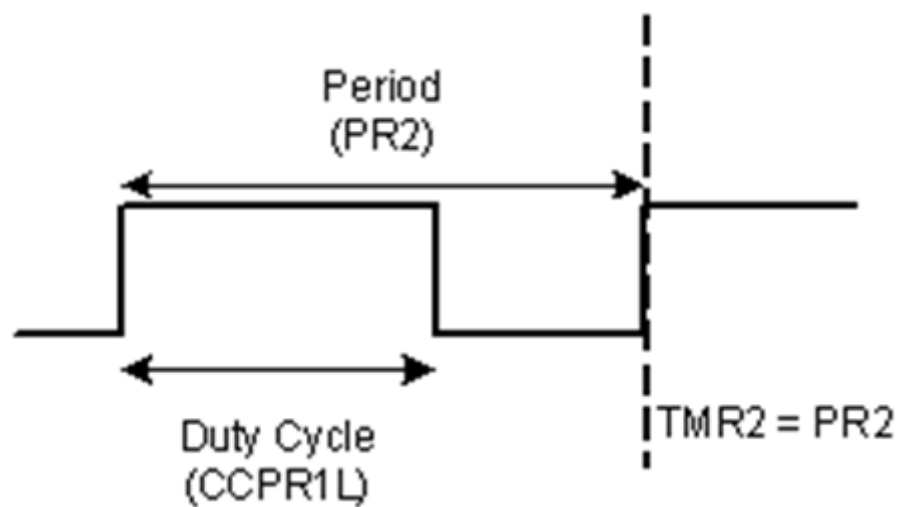 Period
(PR2)
Duty Cycle
(CCPR1L)
TMR2 = PR2